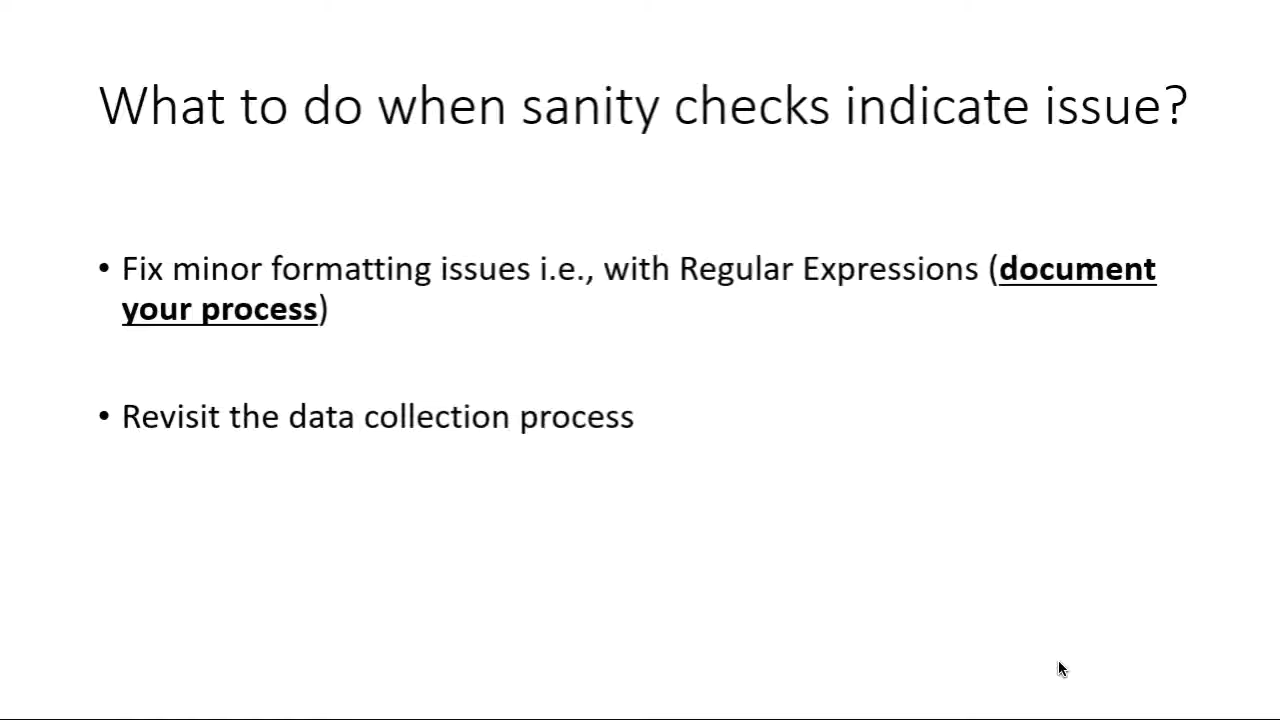 What to do when sanity checks indicate issue?
• Fix minor formatting issues i.e., with Regular Expressions (document
your process)
• Revisit the data collection process